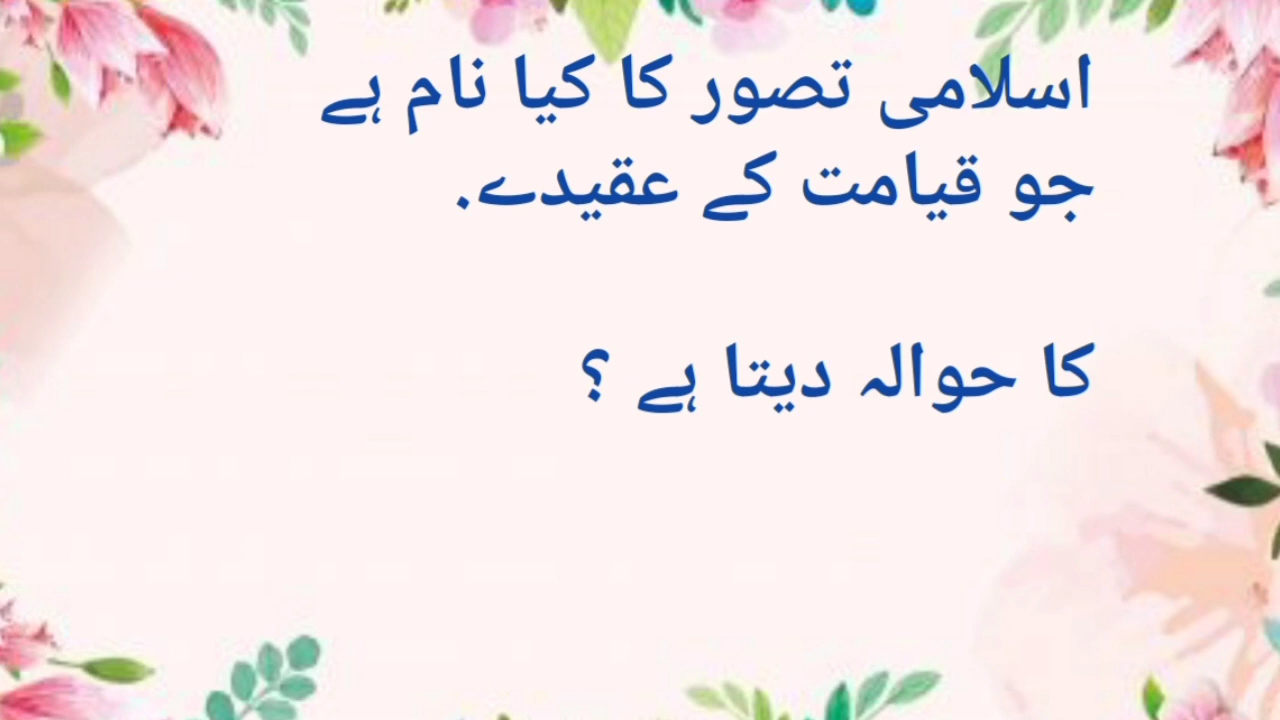 اسلامی تصور کا کیا نام ہے
جو قیامت کے عقیدے.
کا حوالہ دیتا ہے ؟